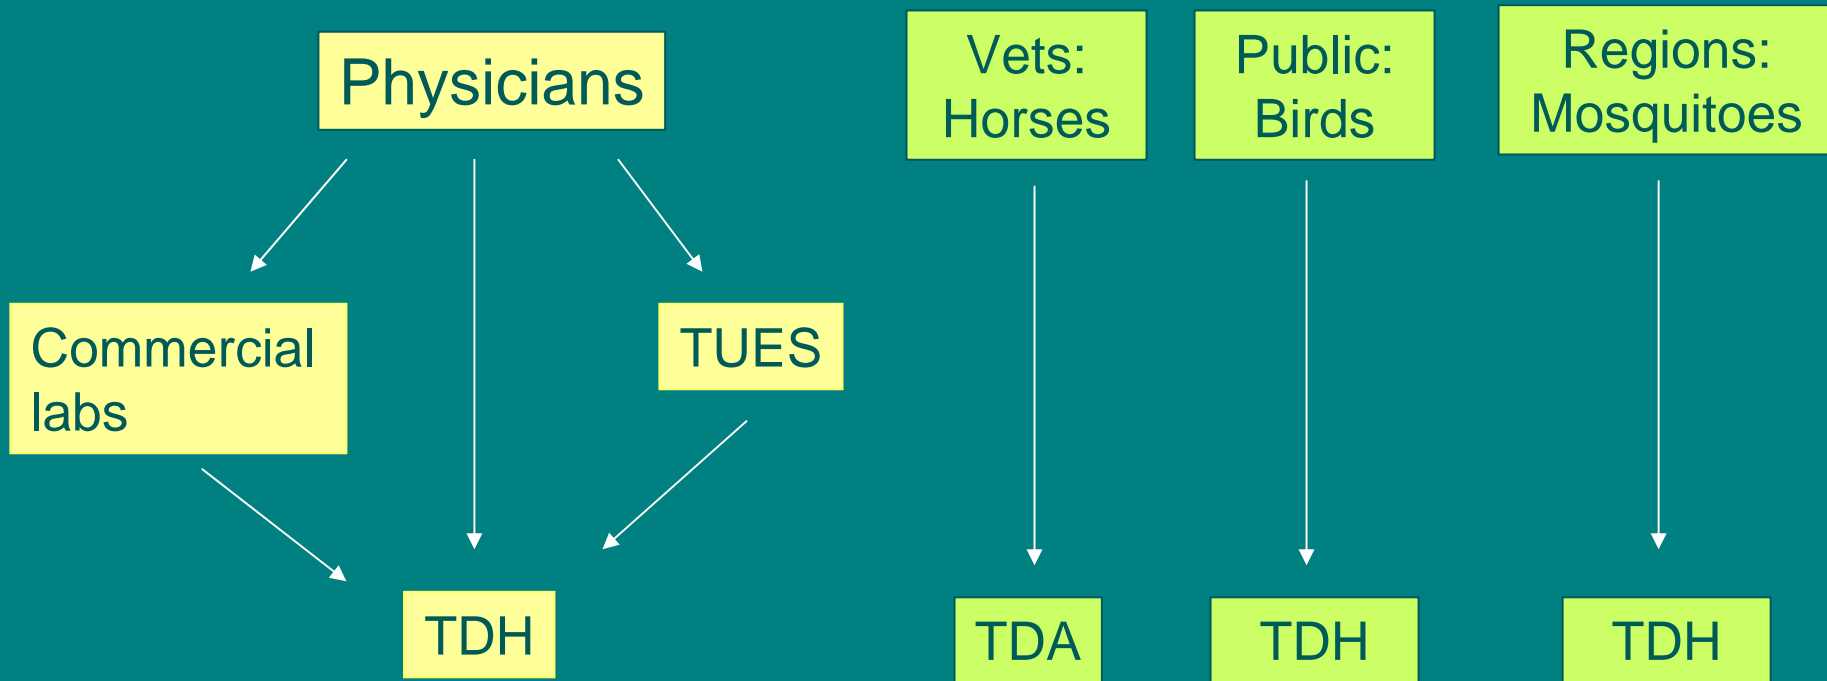 Physicians
Vets:
Horses
Public:
Birds
Regions:
Mosquitoes
Commercial
labs
TUES
TDH
TDA
TDH
TDH